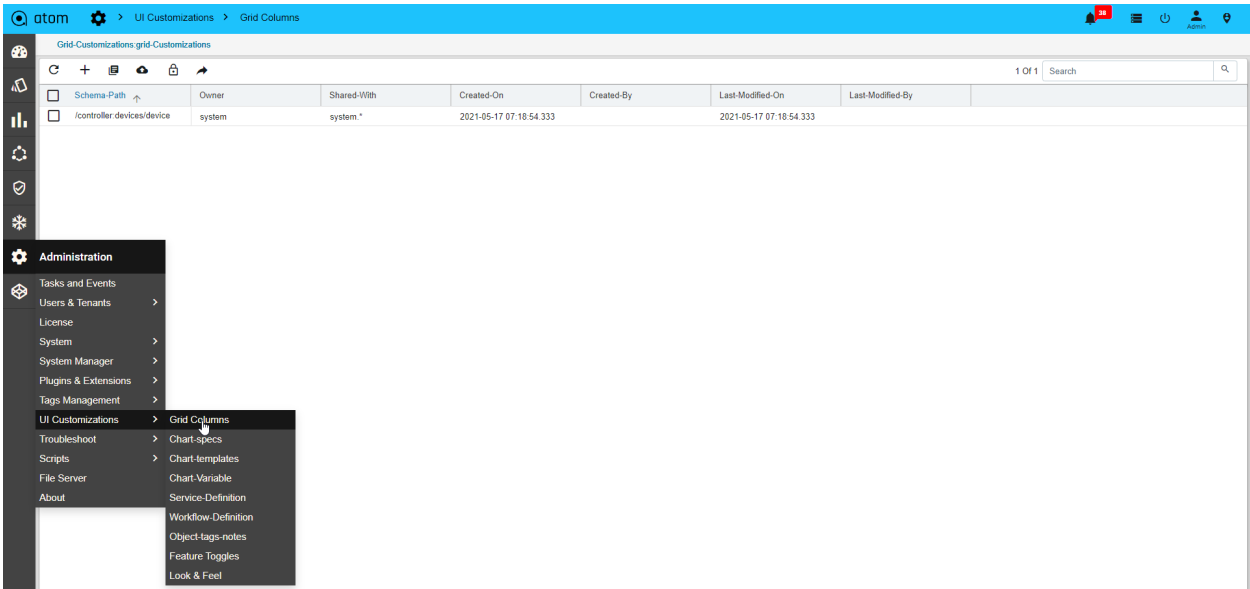 atom > UI Customizations > Grid Columns 38 Admin
Grid-Customizations:grid-Customizations
1 Of 1 Search
Schema-Path Owner Shared-With Created-On Created-By Last-Modified-On Last-Modified-By
/controller:devices/device system system.* 2021-05-17 07:18:54.333 2021-05-17 07:18:54.333
Administration
Tasks and Events
Users & Tenants >
License
System >
System Manager >
Plugins & Extensions >
Tags Management >
UI Customizations > Grid Columns
Troubleshoot > Chart-specs
Scripts > Chart-templates
File Server Chart-Variable
About Service-Definition
Workflow-Definition
Object-tags-notes
Feature Toggles
Look & Feel